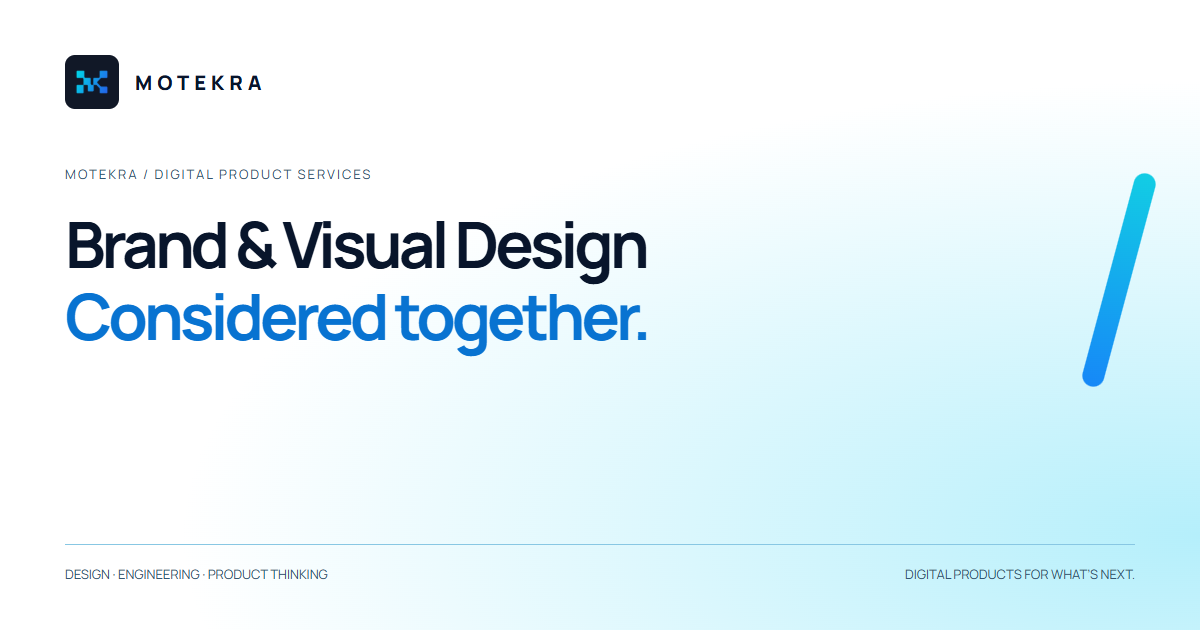 MOTEKRA
MOTEKRA / DIGITAL PRODUCT SERVICES
Brand & Visual Design
Considered together.
DESIGN · ENGINEERING · PRODUCT THINKING
DIGITAL PRODUCTS FOR WHAT'S NEXT.